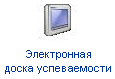 Электронная
доска успеваемости